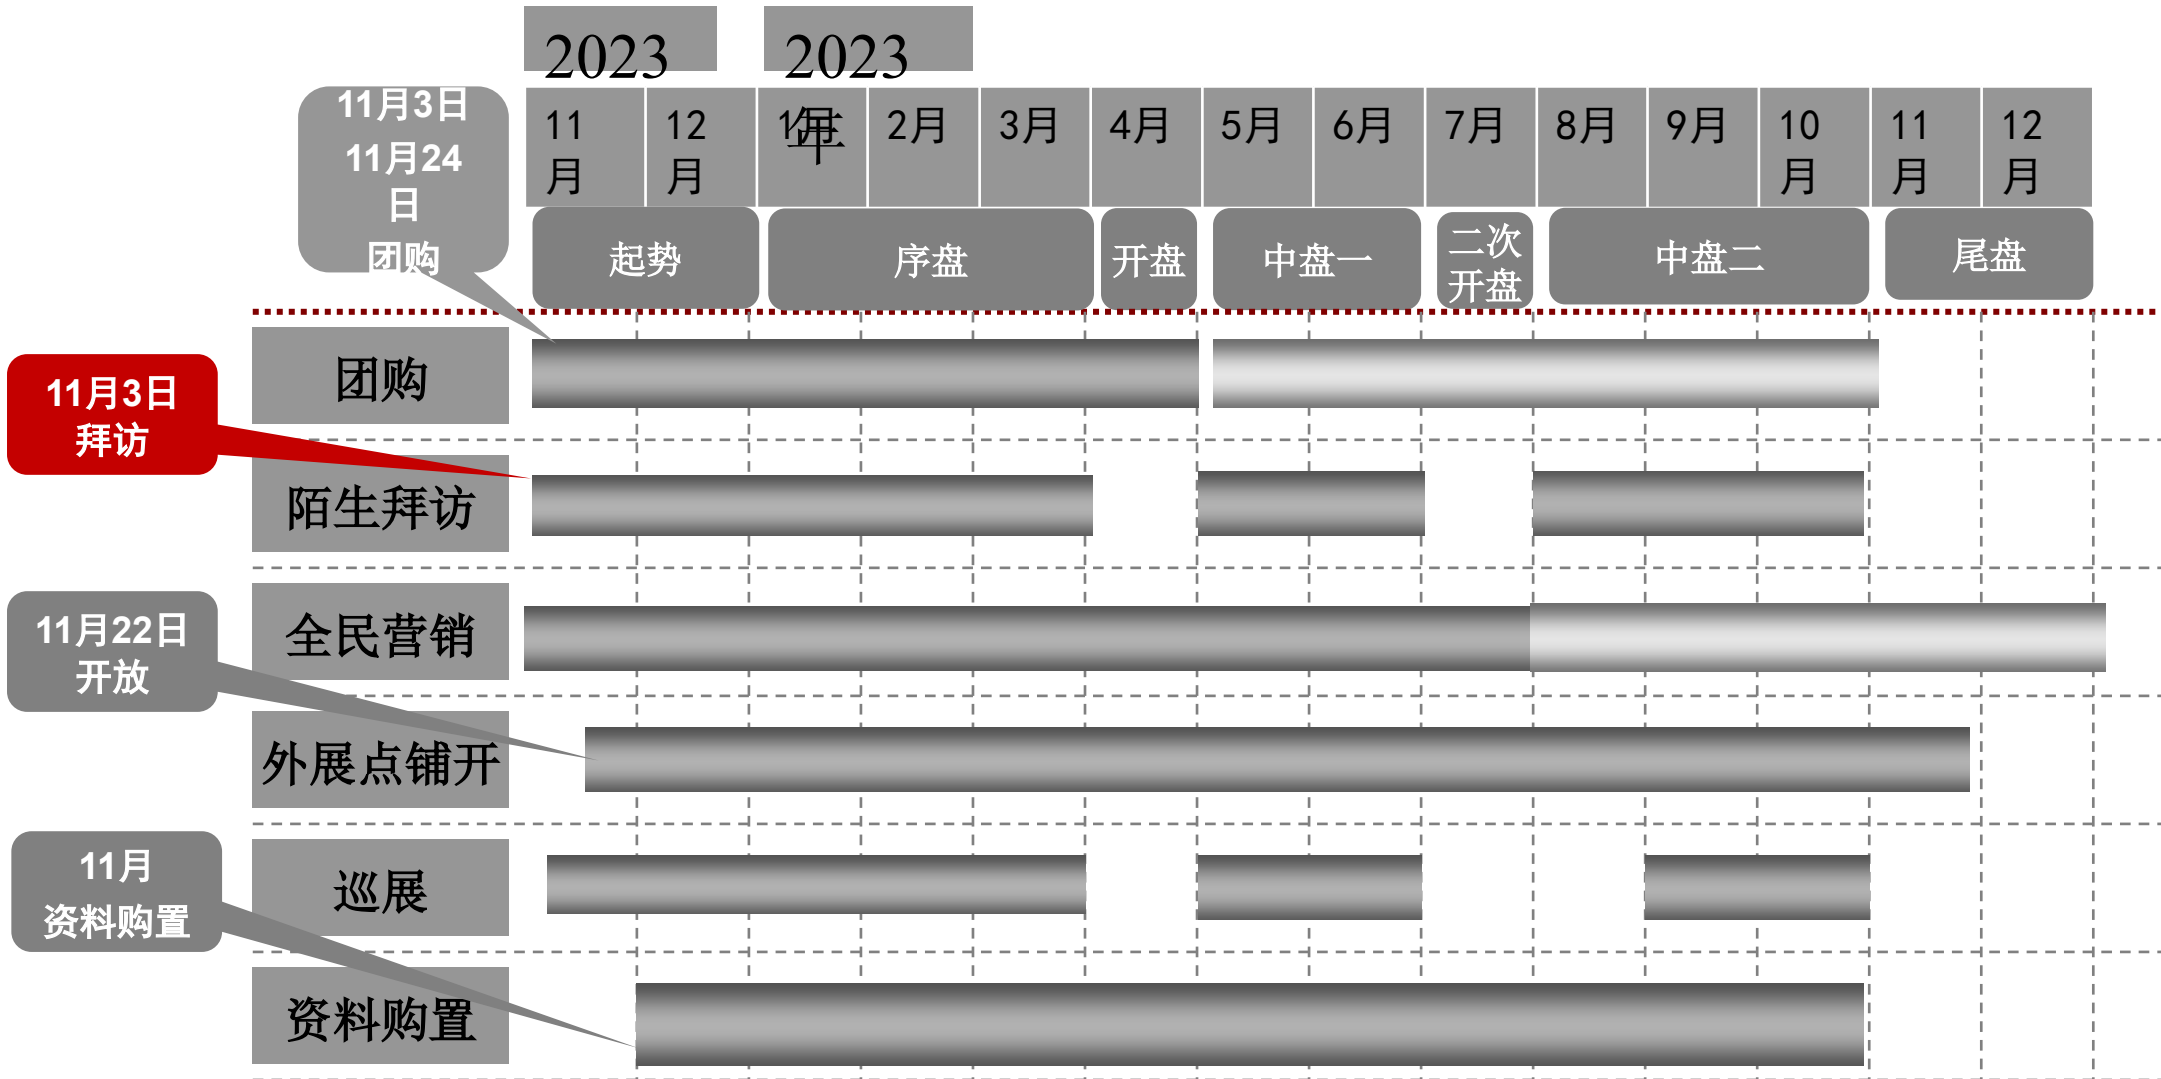 2023
2023
年
11月3日
11月24
日
团购
11
月
12
月
1月
2月
3月
4月
5月
6月
7月
8月
9月
10
月
11
月
12
月
起势
序盘
开盘
中盘一
二次
开盘
中盘二
尾盘
团购
11月3日
拜访
陌生拜访
11月22日
开放
全民营销
外展点铺开
11月
资料购置
巡展
资料购置